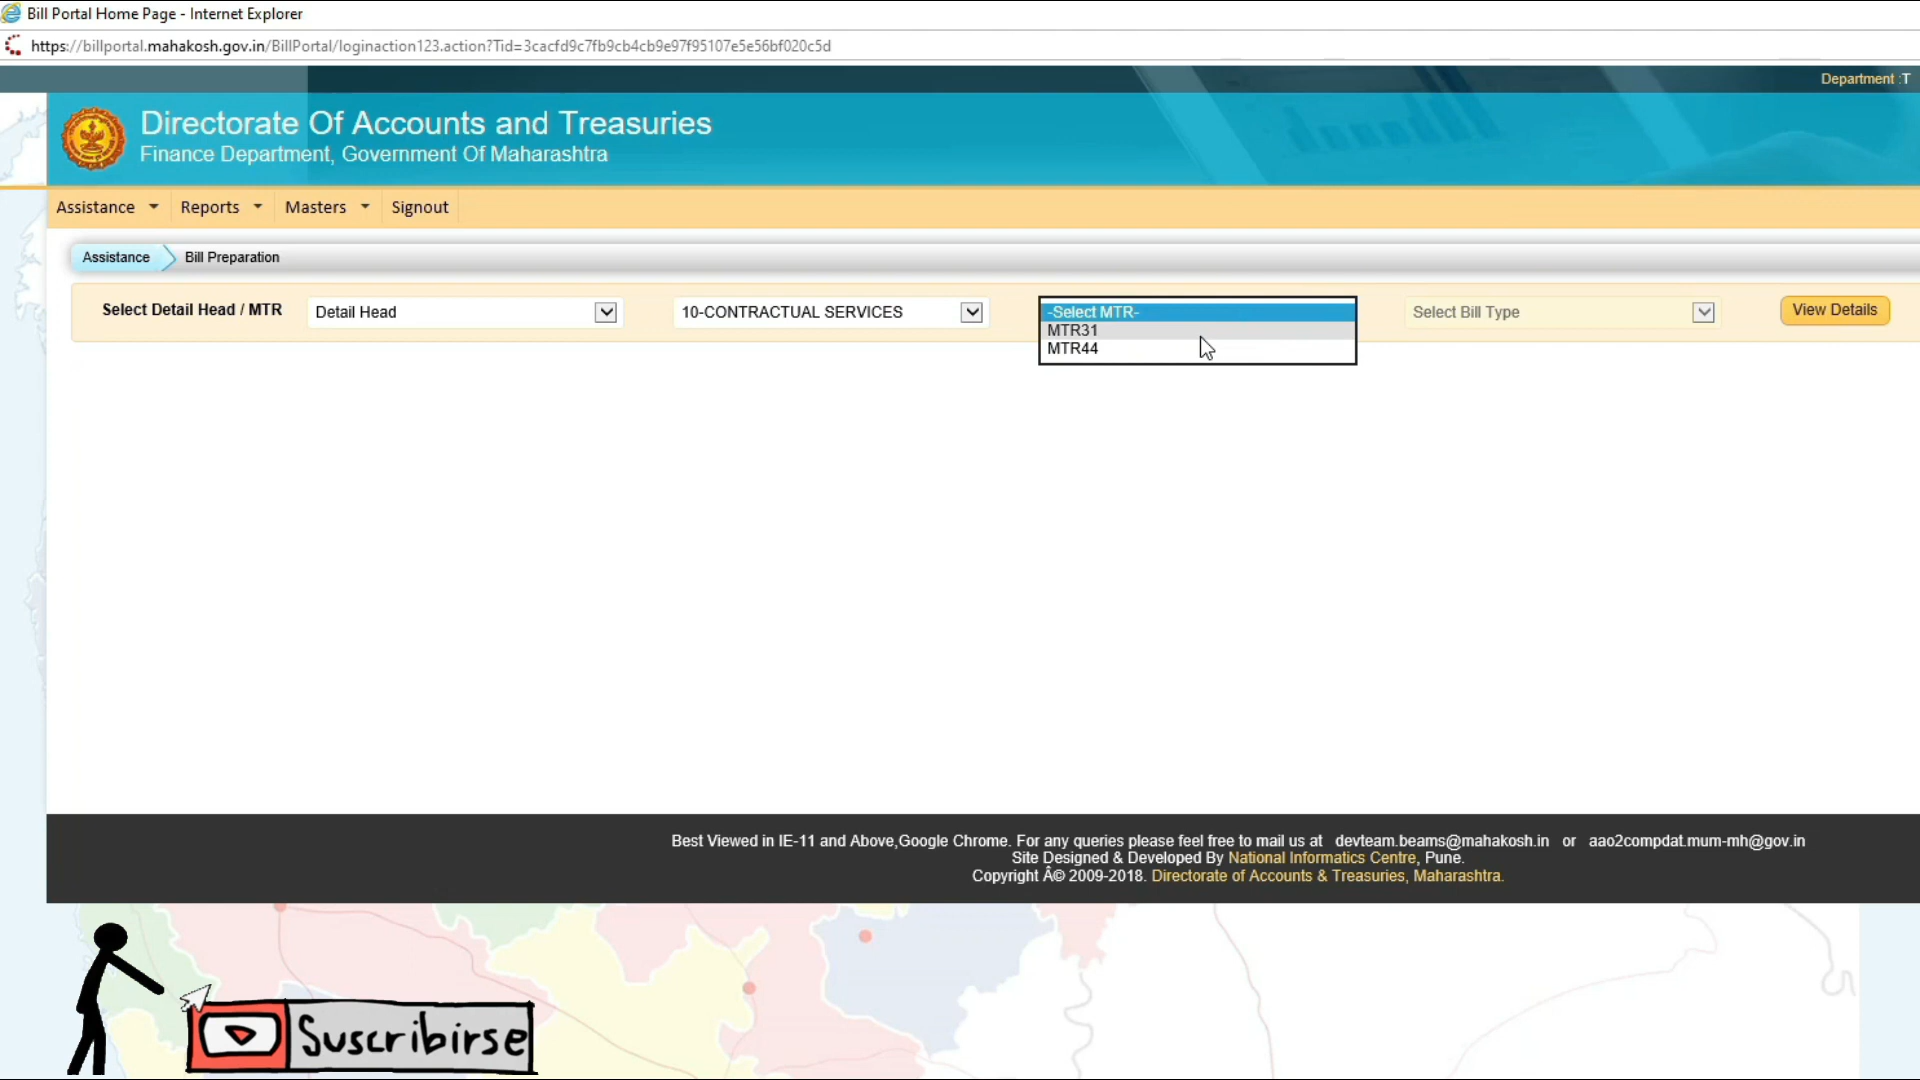 Bill Portal Home Page - Internet Explorer
https://billportal.mahakosh.gov.in/BillPortal/loginaction123.action?Tid=3cacfd9c7fb9cb4cb9e97f95107e5e56bf020c5d
Department :T
Directorate Of Accounts and Treasuries
Finance Department, Government Of Maharashtra
Assistance Reports Masters Signout
Assistance Bill Preparation
Select Detail Head / MTR Detail Head 10-CONTRACTUAL SERVICES -Select MTR- Select Bill Type View Details
MTR31
MTR44
Best Viewed in IE-11 and Above,Google Chrome. For any queries please feel free to mail us at devteam.beams@mahakosh.in or aao2compdat.mum-mh@gov.in
Site Designed & Developed By National Informatics Centre, Pune.
Copyright Â© 2009-2018. Directorate of Accounts & Treasuries, Maharashtra.
Suscribirse